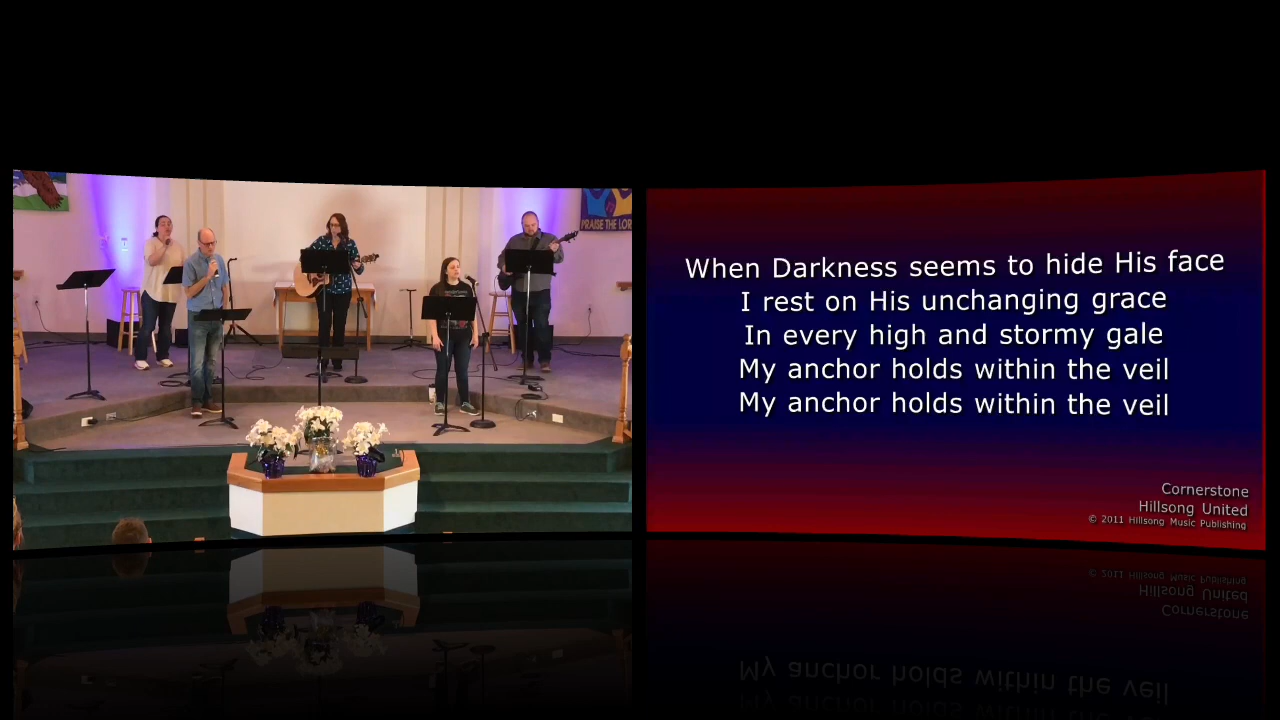 PRAISE THE LOR
When Darkness seems to hide His face
I rest on His unchanging grace
In every high and stormy gale
My anchor holds within the veil
My anchor holds within the veil
Cornerstone
Hillsong United
© 2011 Hillsong Music Publishing